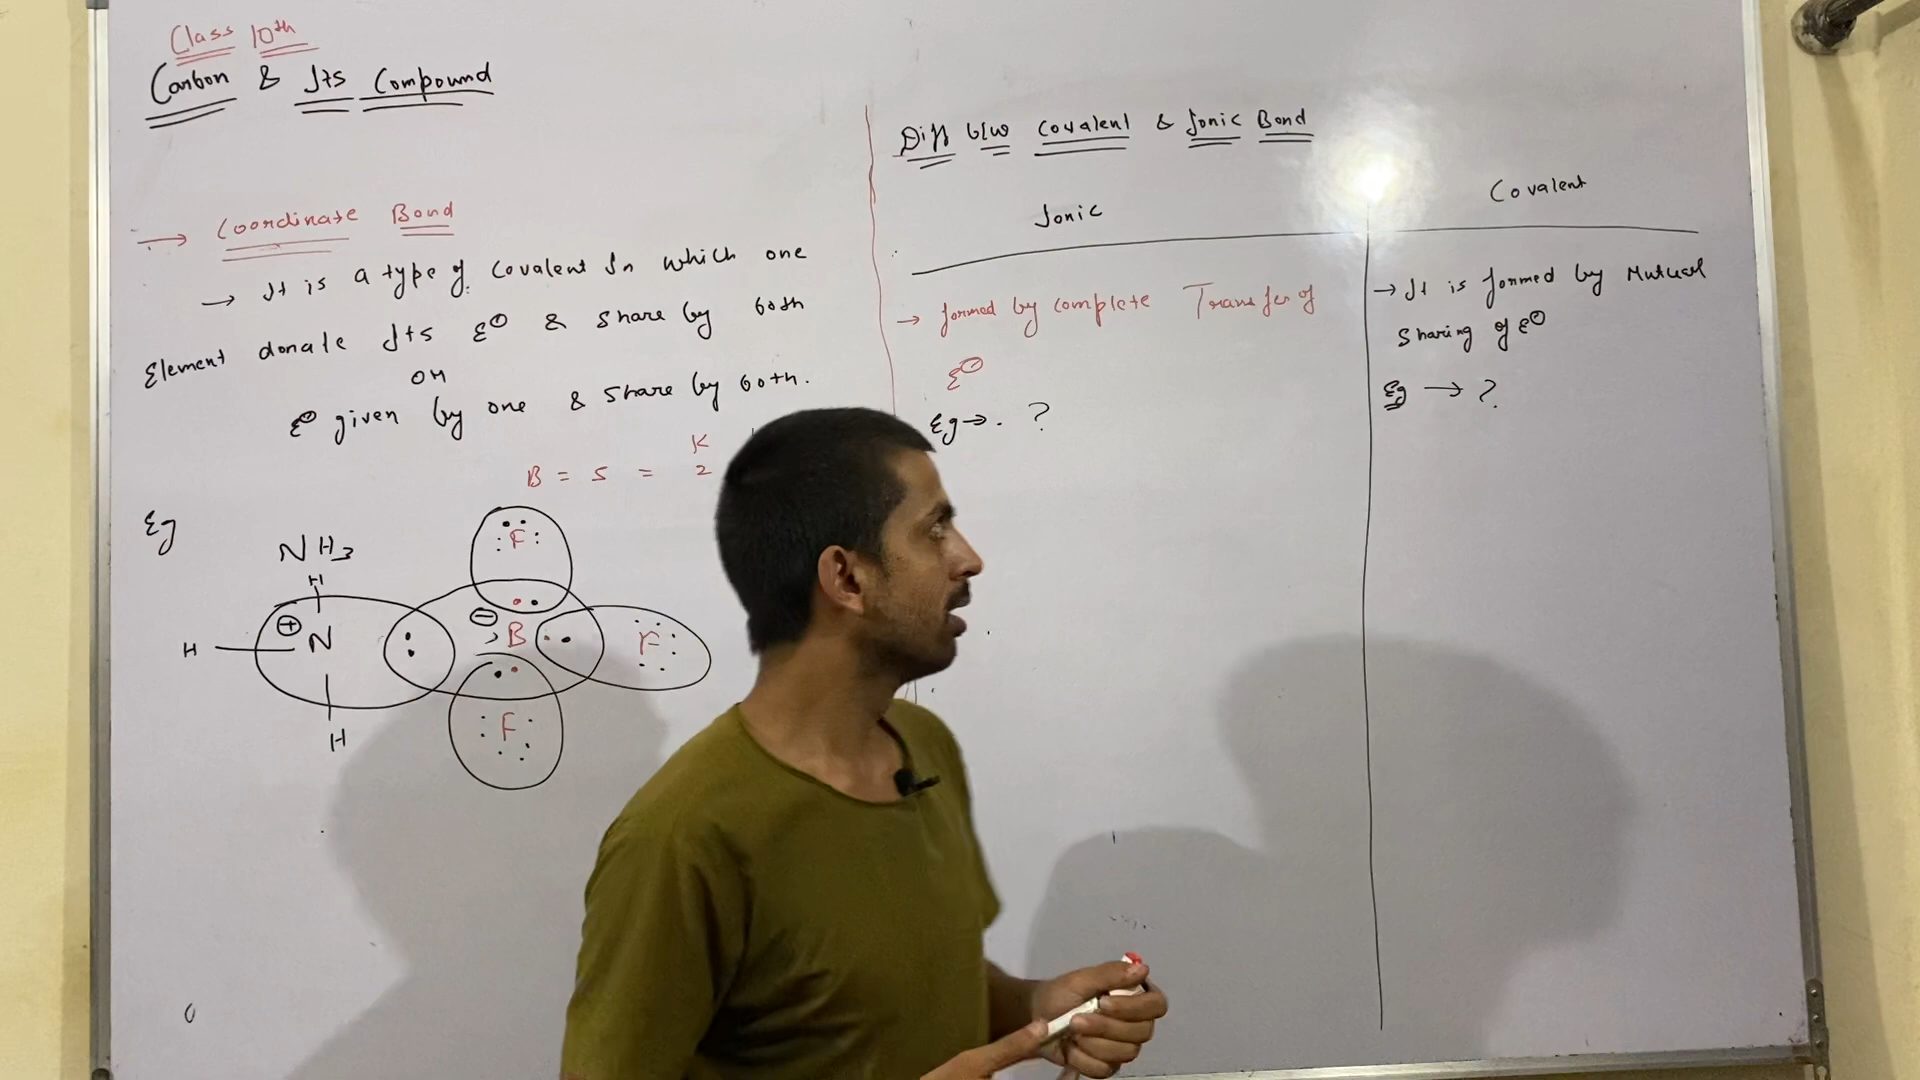 Class 10th
Carbon & Its Compound
→ Coordinate Bond
→ It is a type of covalent In which one
Element donate Its e⊖ & share by both
OR
e⊖ given by one & share by both.
K
B = 5 = 2
Eg
NH3
H
⊕ N
H
H
⊖
B
F
F
F
Diff b/w Covalent & Ionic Bond
Ionic
→ formed by complete Transfer of
e⊖
Eg → . ?
Covalent
→ It is formed by Mutual
Sharing of e⊖
Eg → ?